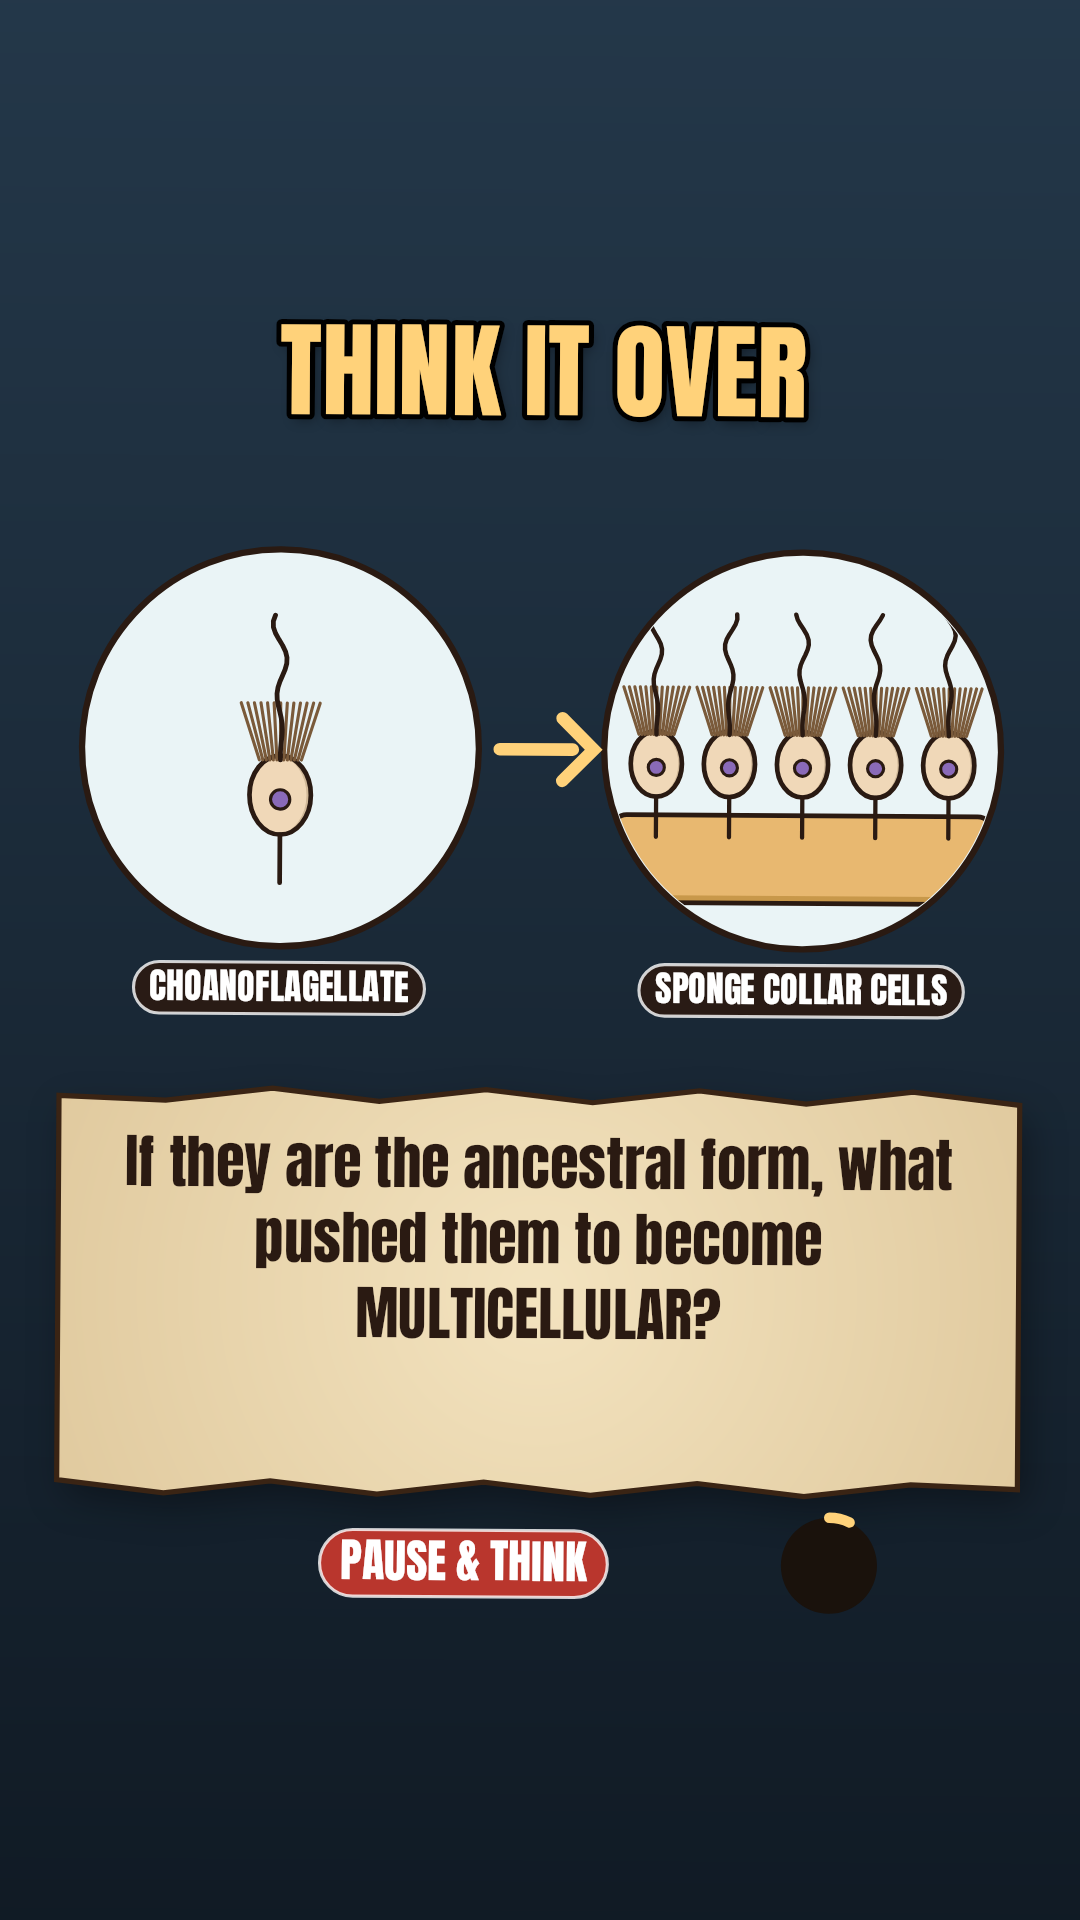 THINK IT OVER
CHOANOFLAGELLATE
SPONGE COLLAR CELLS
If they are the ancestral form, what
pushed them to become
MULTICELLULAR?
PAUSE & THINK